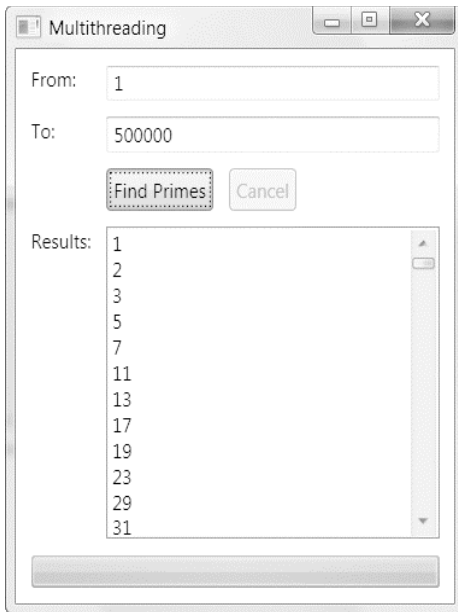 Multithreading
From: 1
To: 500000
Find Primes Cancel
Results: 1
2
3
5
7
11
13
17
19
23
29
31